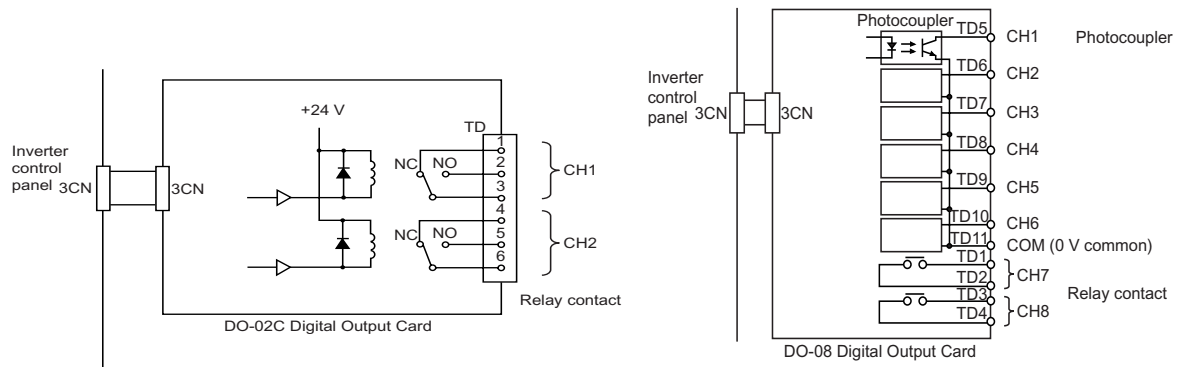 Inverter
control
panel 3CN
3CN
+24 V
NC
NO
NC
NO
TD
1
2
3
4
5
6
CH1
CH2
Relay contact
DO-02C Digital Output Card
Inverter
control
panel 3CN
3CN
Photocoupler
TD5
CH1
Photocoupler
TD6
CH2
TD7
CH3
TD8
CH4
TD9
CH5
TD10
CH6
TD11
COM (0 V common)
TD1
TD2
CH7
Relay contact
TD3
TD4
CH8
DO-08 Digital Output Card